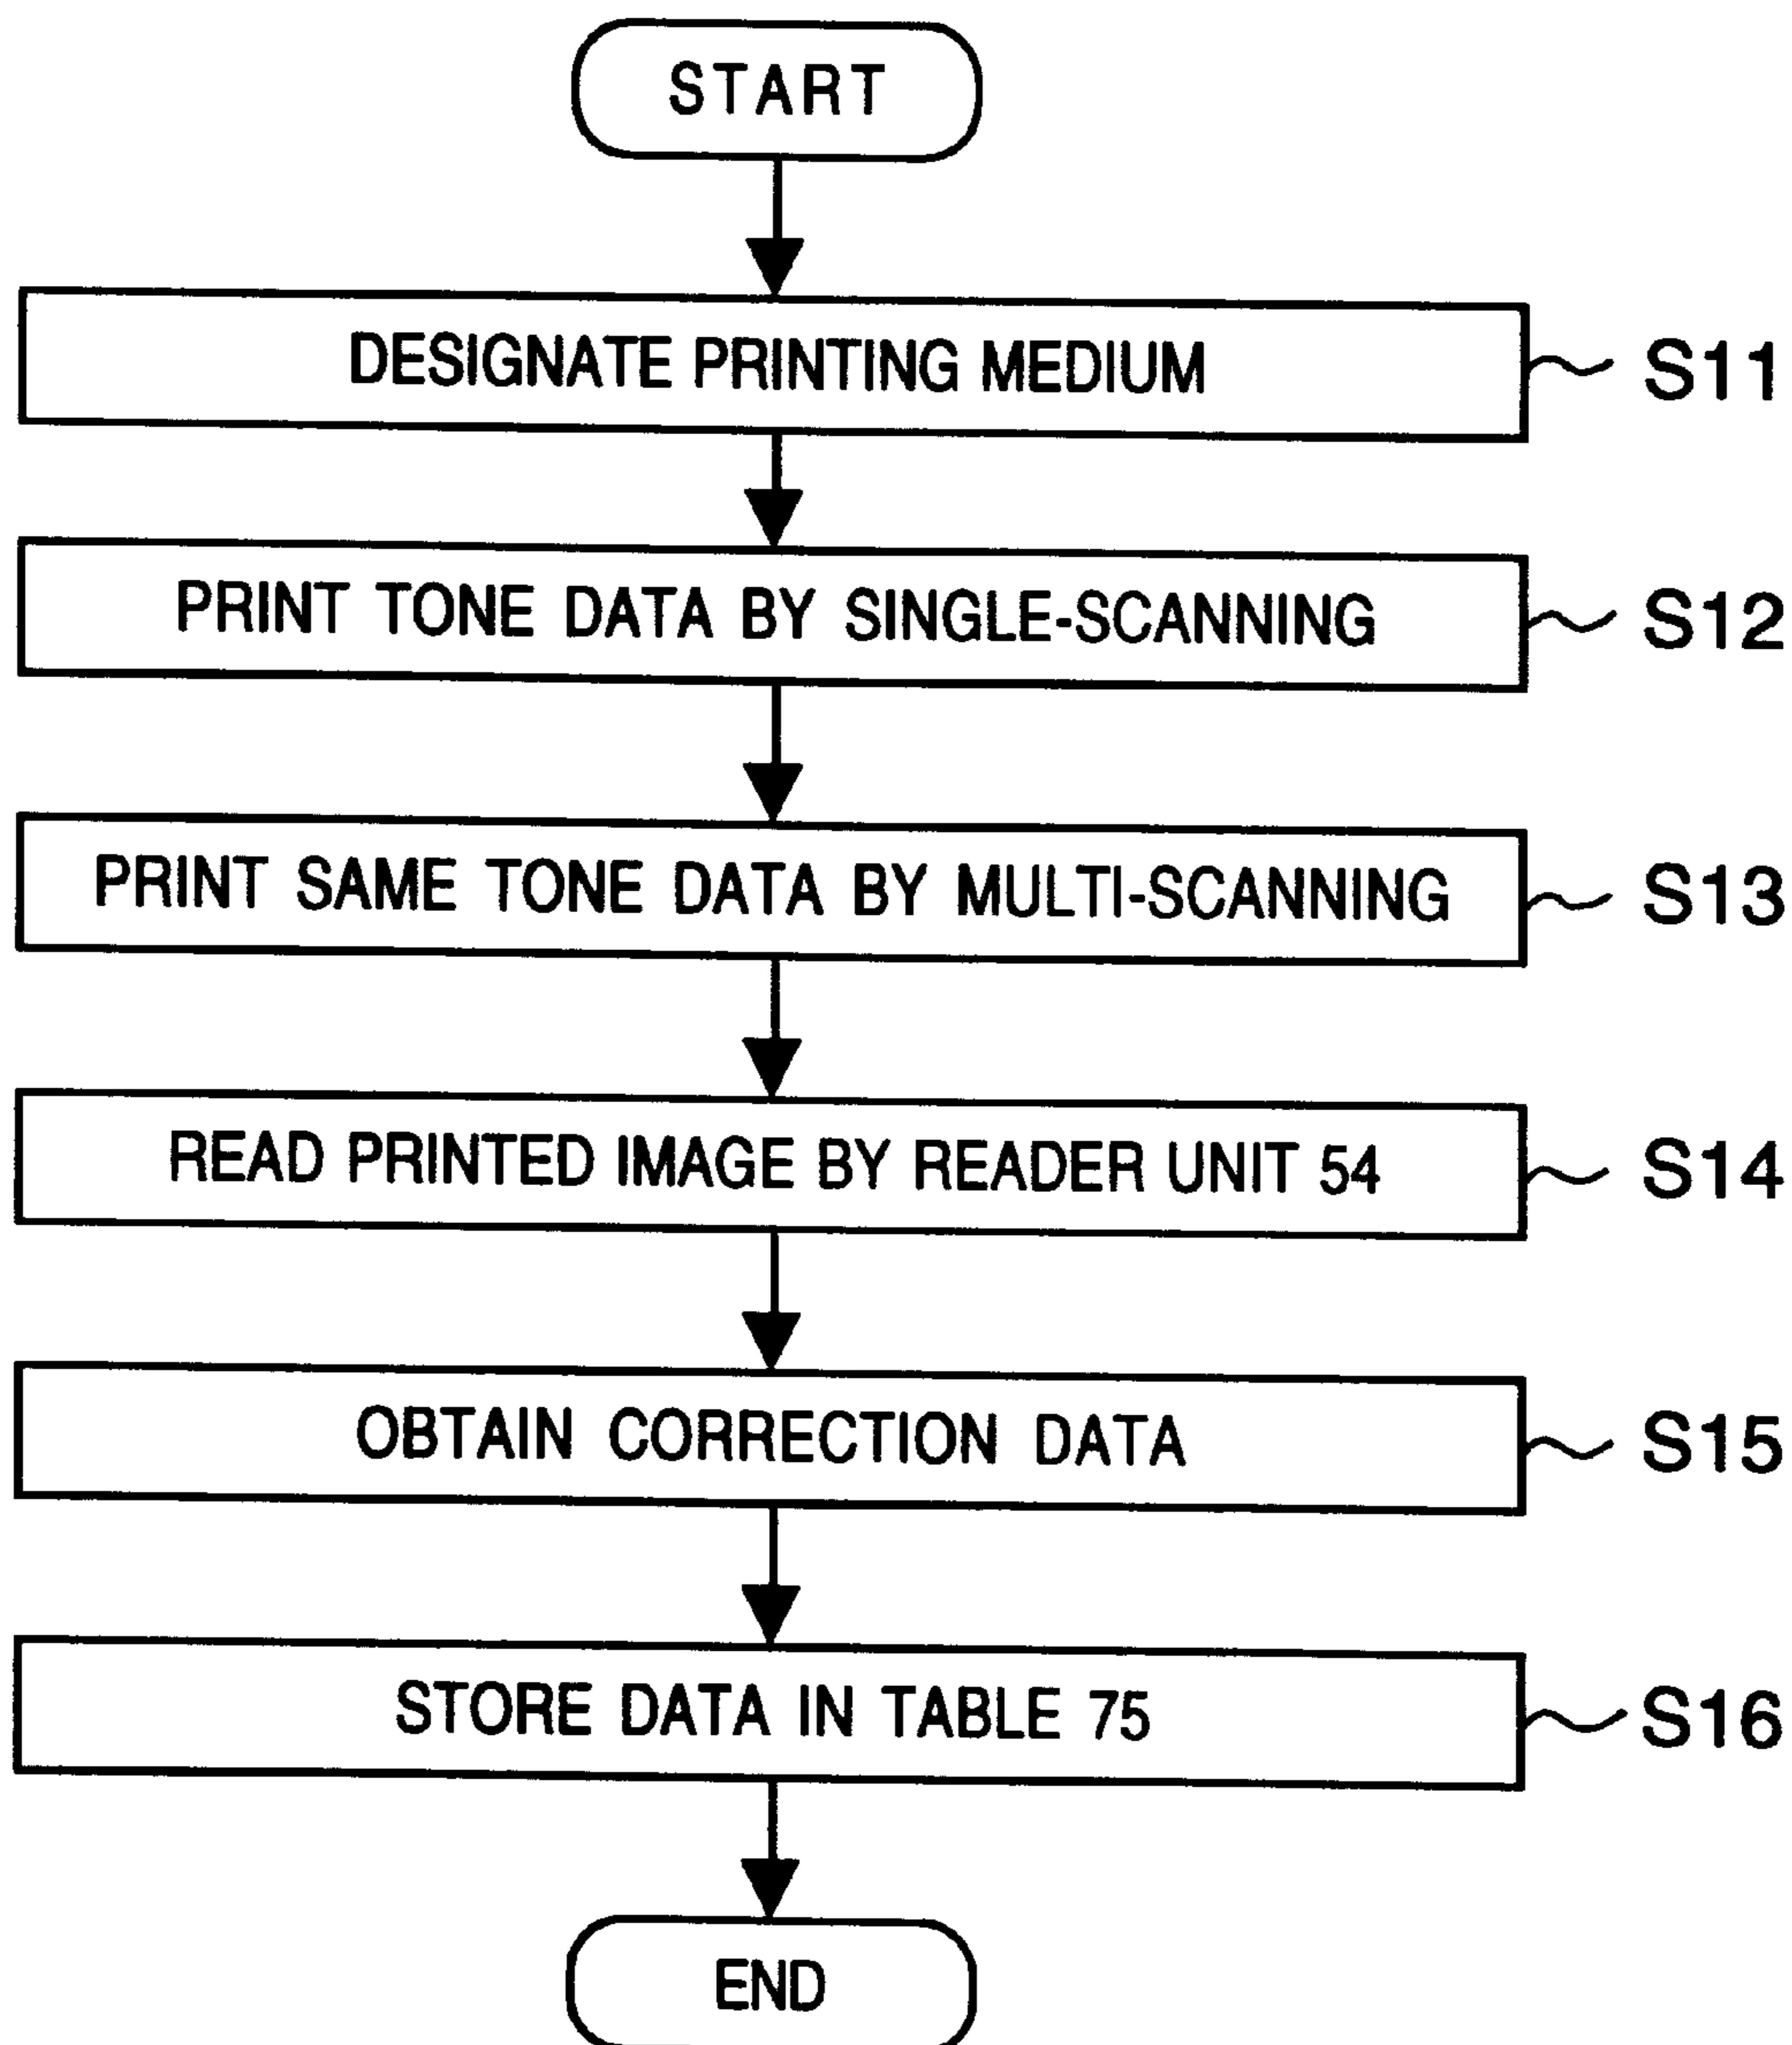 START
DESIGNATE PRINTING MEDIUM
S11
PRINT TONE DATA BY SINGLE-SCANNING
S12
PRINT SAME TONE DATA BY MULTI-SCANNING
S13
READ PRINTED IMAGE BY READER UNIT 54
S14
OBTAIN CORRECTION DATA
S15
STORE DATA IN TABLE 75
S16
END